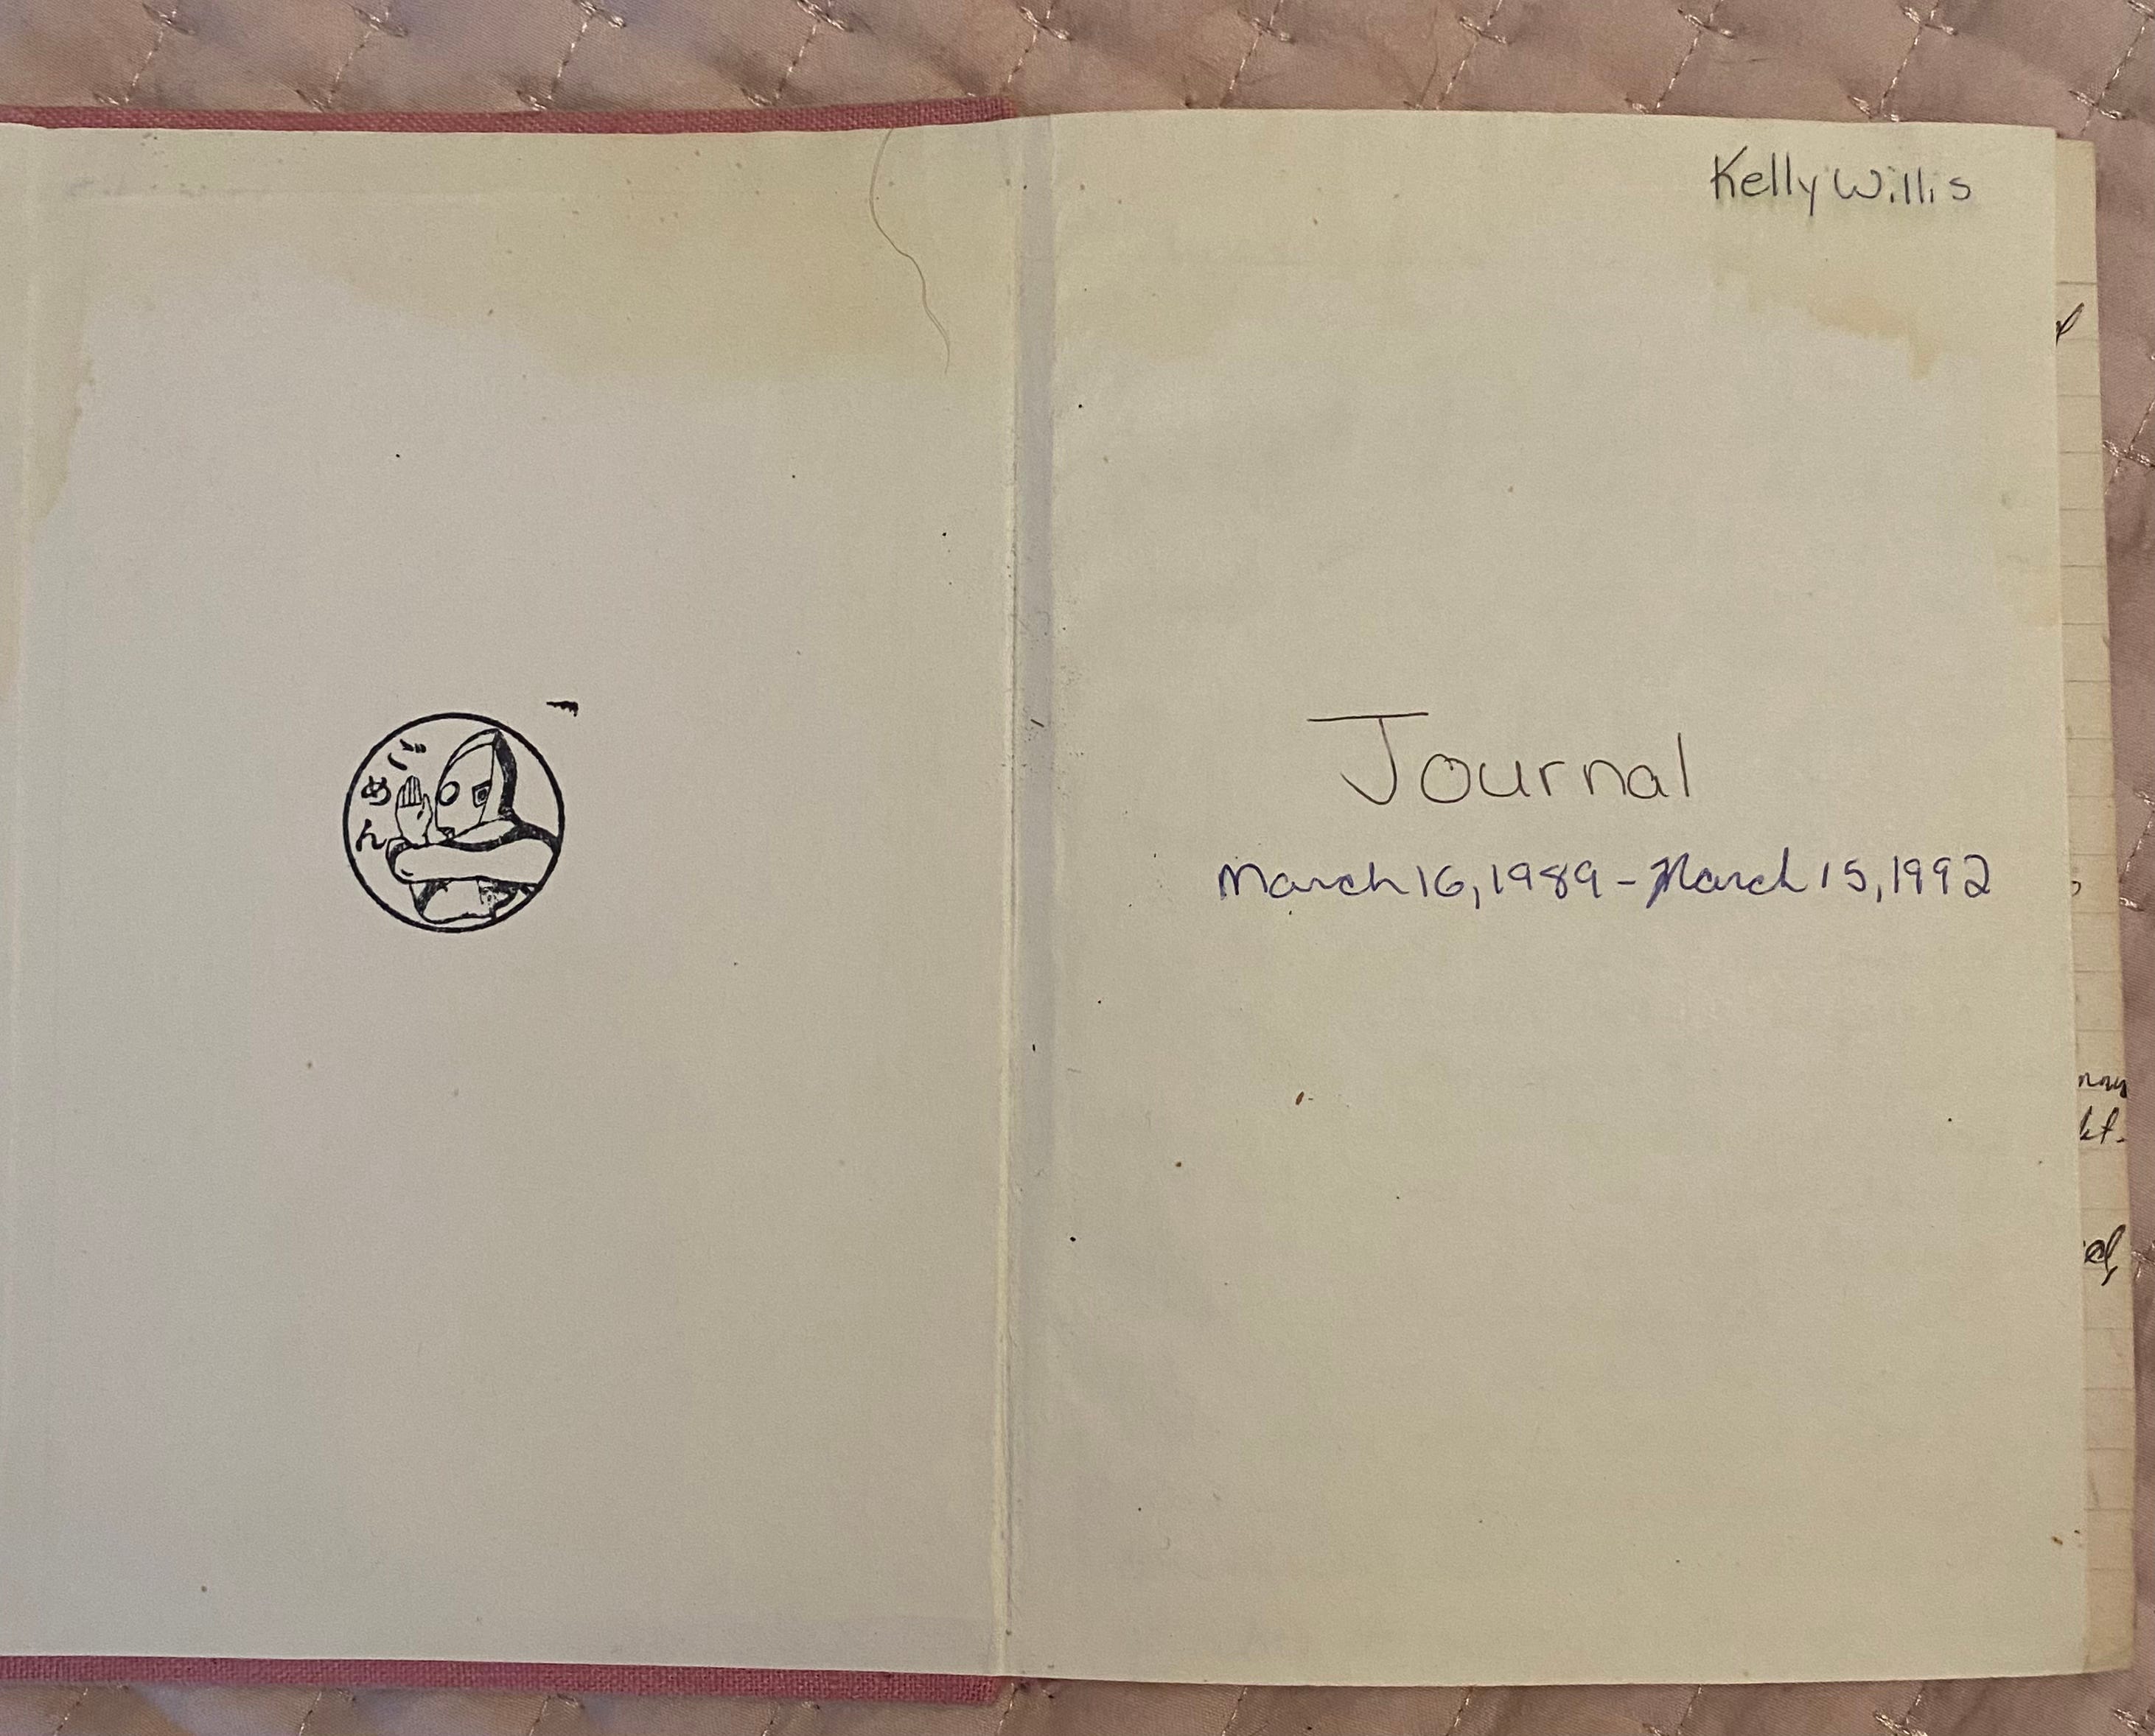 ごめん
Kelly Willis
Journal
March 16, 1989 - March 15, 1992